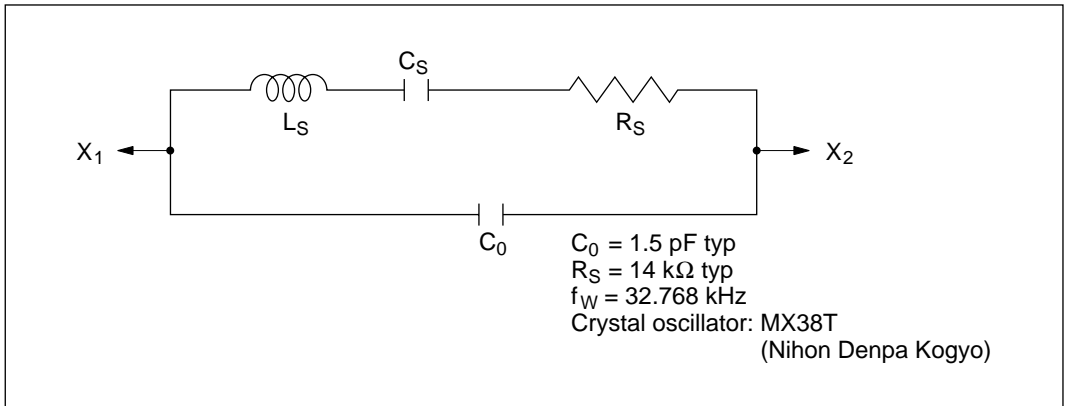 C_S
L_S
R_S
X_1
X_2
C_0
C_0 = 1.5 pF typ
R_S = 14 kΩ typ
f_W = 32.768 kHz
Crystal oscillator: MX38T
(Nihon Denpa Kogyo)